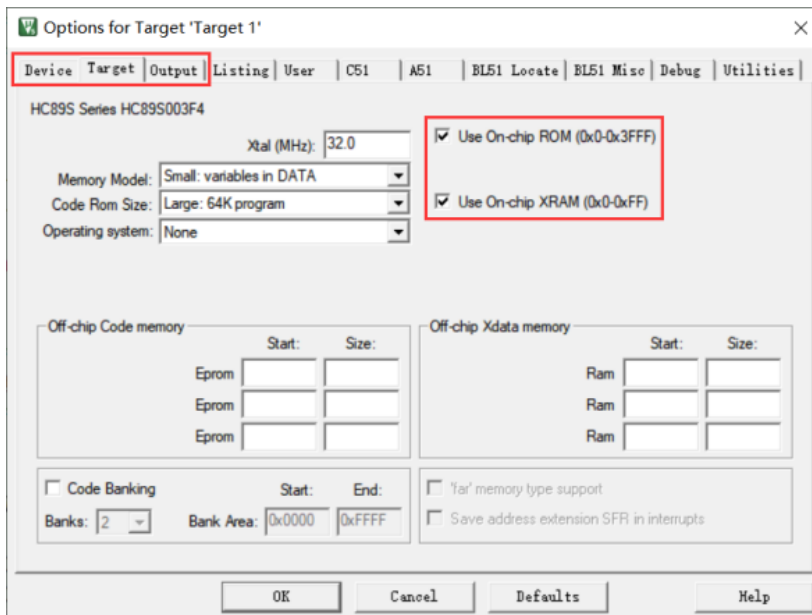 Options for Target 'Target 1'
Device Target Output Listing User C51 A51 BL51 Locate BL51 Misc Debug Utilities
HC89S Series HC89S003F4
Xtal (MHz): 32.0
Use On-chip ROM (0x0-0x3FFF)
Memory Model: Small: variables in DATA
Code Rom Size: Large: 64K program
Use On-chip XRAM (0x0-0xFF)
Operating system: None
Off-chip Code memory
Start: Size:
Eprom
Eprom
Eprom
Off-chip Xdata memory
Start: Size:
Ram
Ram
Ram
Code Banking Start: End:
Banks: 2 Bank Area: 0x0000 0xFFFF
'far' memory type support
Save address extension SFR in interrupts
OK Cancel Defaults Help